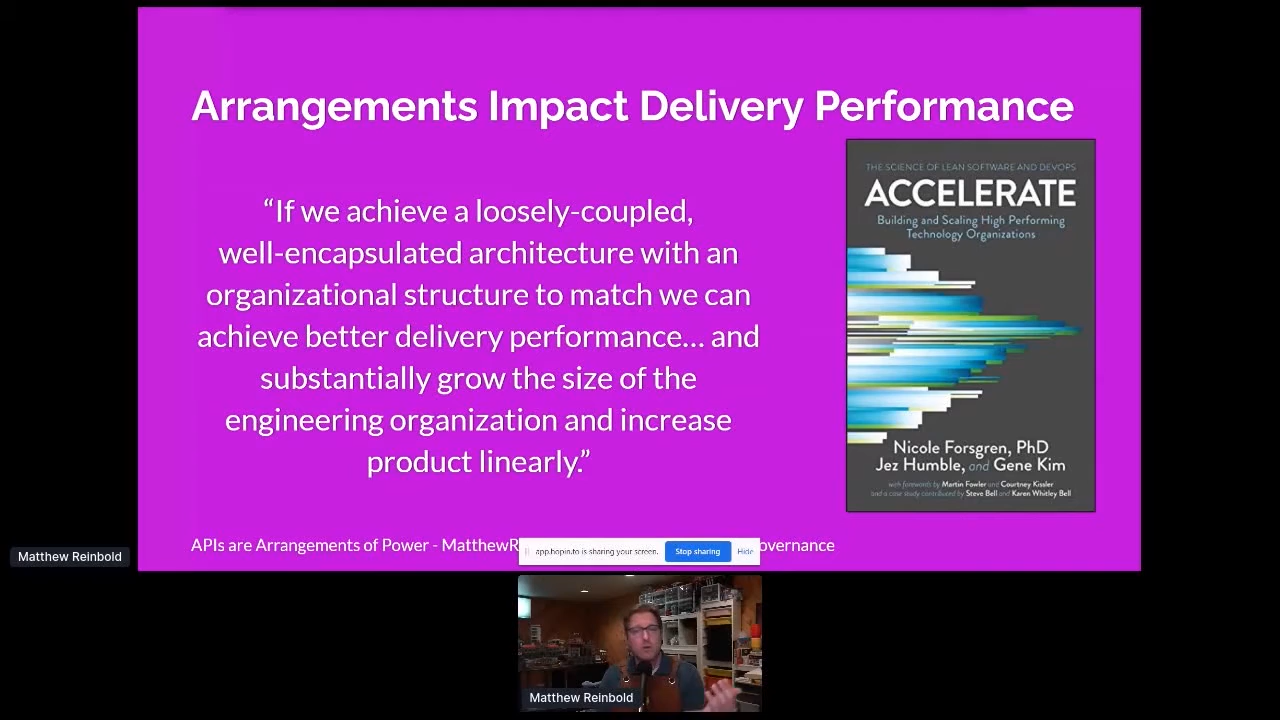 Arrangements Impact Delivery Performance
“If we achieve a loosely-coupled,
well-encapsulated architecture with an
organizational structure to match we can
achieve better delivery performance... and
substantially grow the size of the
engineering organization and increase
product linearly.”
THE SCIENCE OF LEAN SOFTWARE AND DEVOPS
ACCELERATE
Building and Scaling High Performing
Technology Organizations
Nicole Forsgren, PhD
Jez Humble, and Gene Kim
with forewords by Martin Fowler and Courtney Kissler
and a case study contributed by Steve Bell and Karen Whitley Bell
APIs are Arrangements of Power - MatthewR
overnance
app.hopin.to is sharing your screen.
Stop sharing
Hide
Matthew Reinbold
Matthew Reinbold